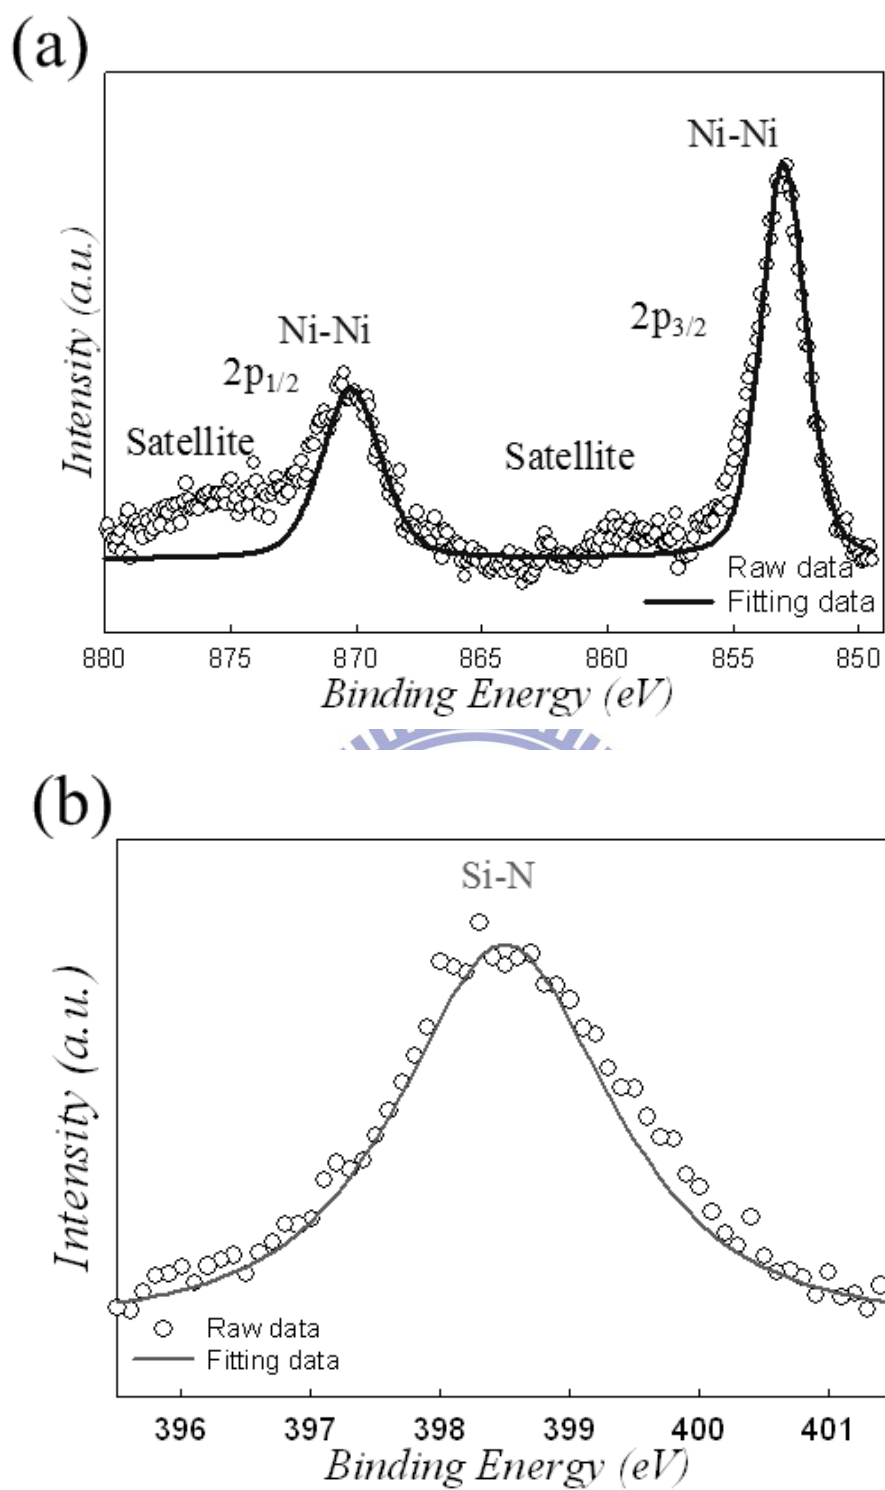 (a)
Ni-Ni
2p3/2
Ni-Ni
2p1/2
Satellite
Satellite
Intensity (a.u.)
Raw data
Fitting data
880 875 870 865 860 855 850
Binding Energy (eV)
(b)
Si-N
Intensity (a.u.)
Raw data
Fitting data
396 397 398 399 400 401
Binding Energy (eV)